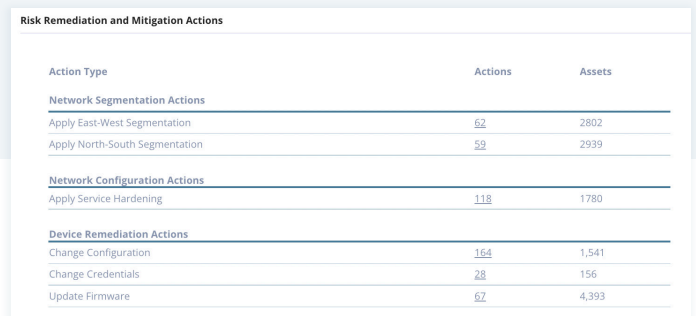 Risk Remediation and Mitigation Actions
Action Type Actions Assets
Network Segmentation Actions
Apply East-West Segmentation 62 2802
Apply North-South Segmentation 59 2939
Network Configuration Actions
Apply Service Hardening 118 1780
Device Remediation Actions
Change Configuration 164 1,541
Change Credentials 28 156
Update Firmware 67 4,393